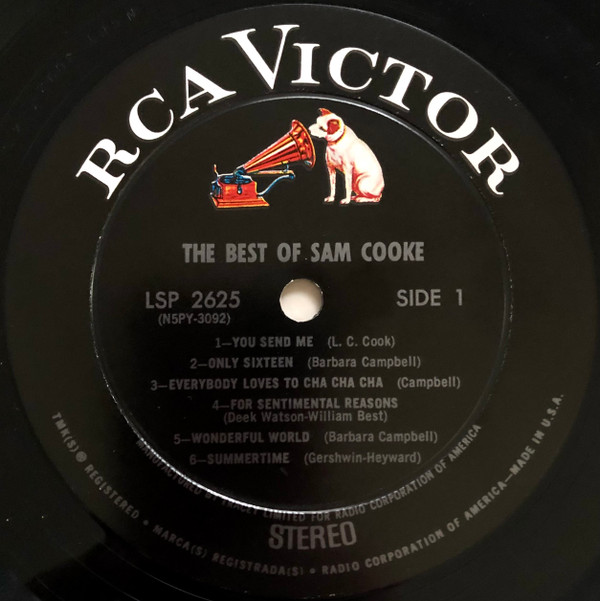 RCA VICTOR
THE BEST OF SAM COOKE
LSP 2625
SIDE 1
(N5PY-3092)
1—YOU SEND ME (L. C. Cook)
2—ONLY SIXTEEN (Barbara Campbell)
3—EVERYBODY LOVES TO CHA CHA CHA (Campbell)
4—FOR SENTIMENTAL REASONS
(Deek Watson-William Best)
5—WONDERFUL WORLD (Barbara Campbell)
6—SUMMERTIME (Gershwin-Heyward)
LIMITED FOR RADIO CORPORATION OF AMERICA
STEREO
TMK(S) ® REGISTERED • MARCA(S) REGISTRADA(S) • RADIO CORPORATION OF AMERICA—MADE IN U.S.A.